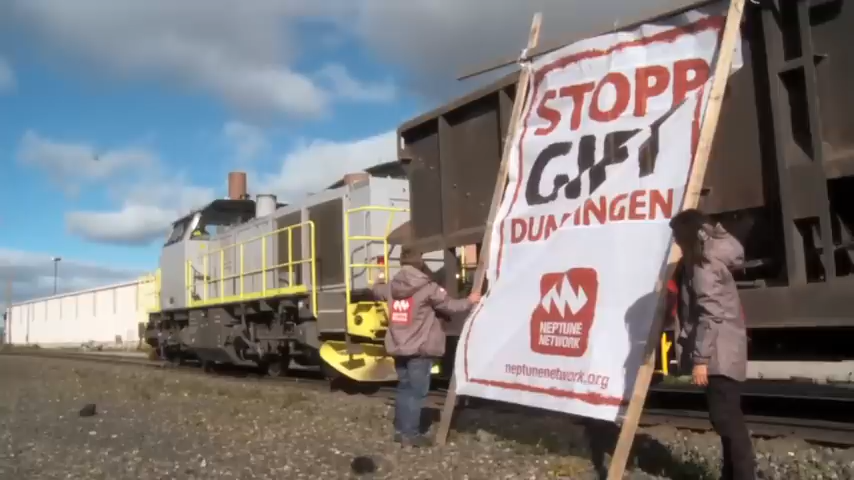 STOPP
GIFT
DUMPINGEN
NEPTUNE
NETWORK
neptunenetwork.org